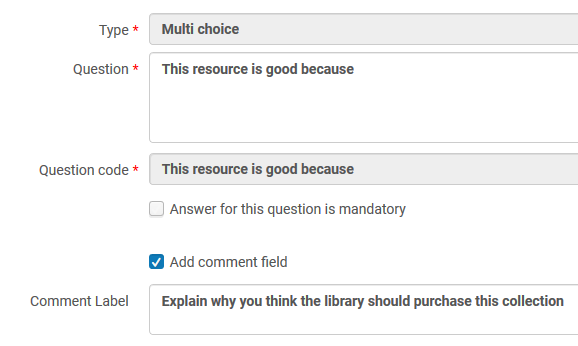 Type * Multi choice
Question * This resource is good because
Question code * This resource is good because
Answer for this question is mandatory
Add comment field
Comment Label Explain why you think the library should purchase this collection